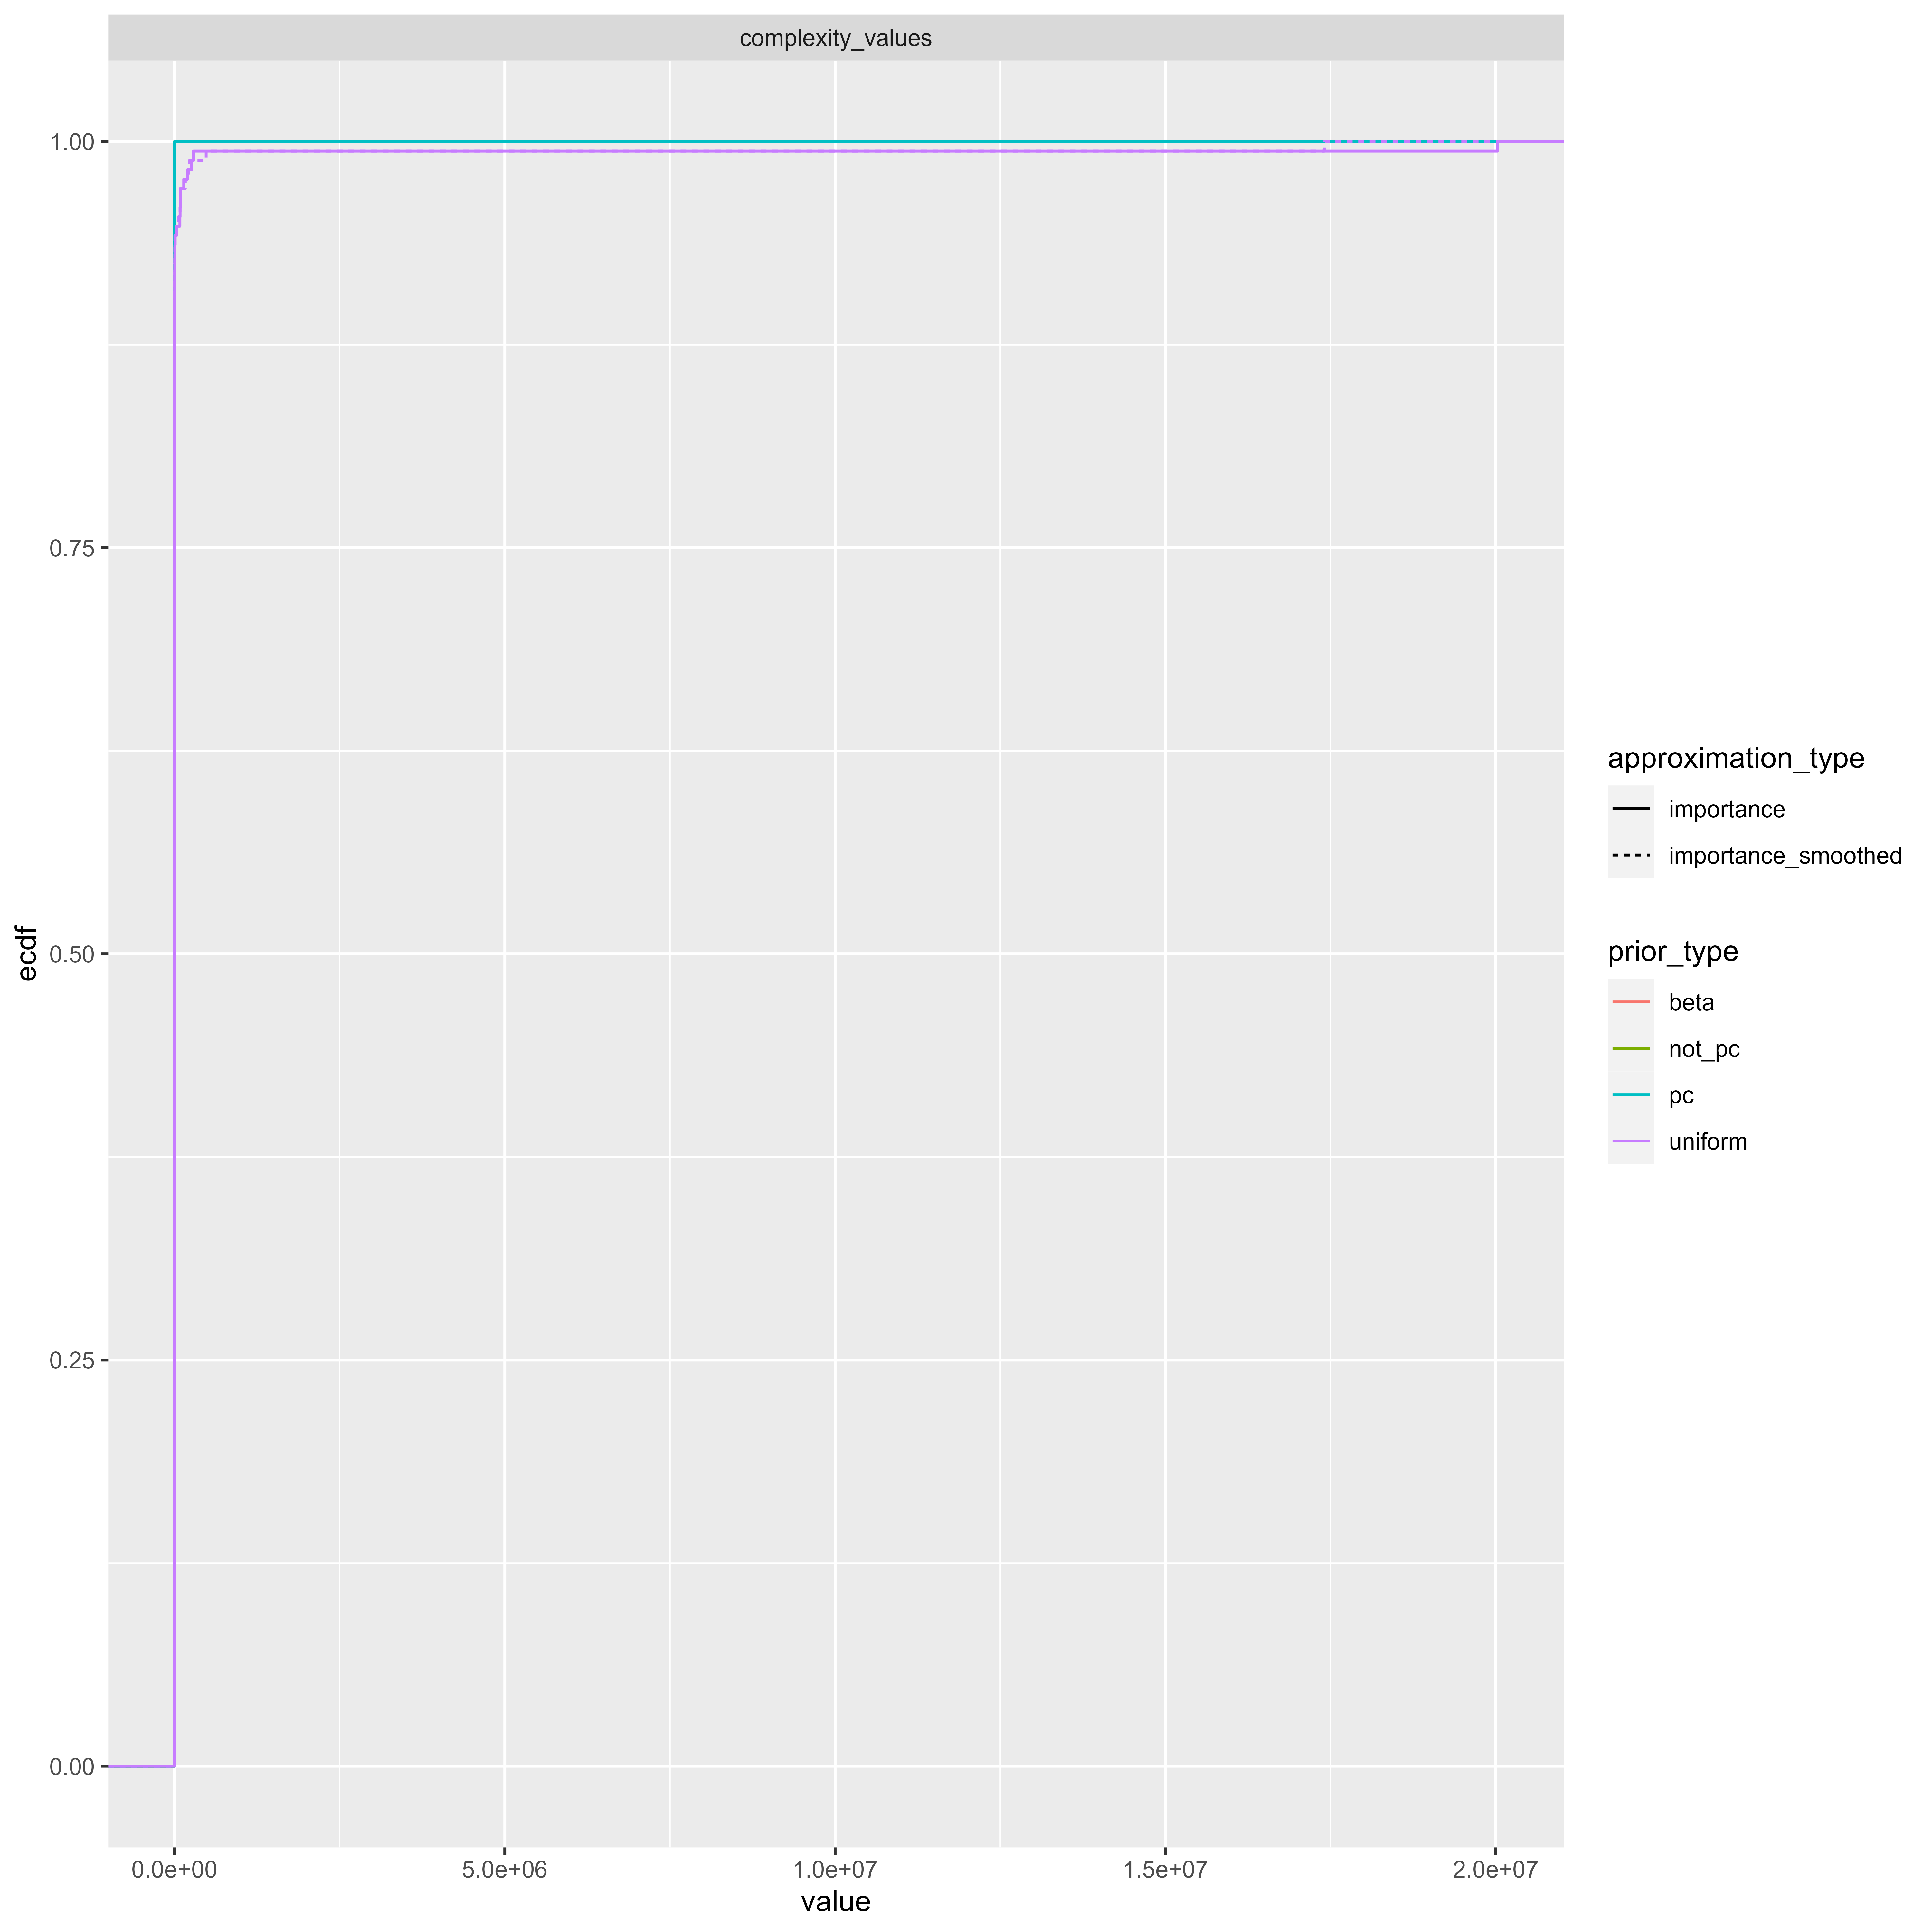 complexity_values
1.00
0.75
0.50
0.25
0.00
ecdf
0.0e+00
5.0e+06
1.0e+07
1.5e+07
2.0e+07
value
approximation_type
importance
importance_smoothed
prior_type
beta
not_pc
pc
uniform